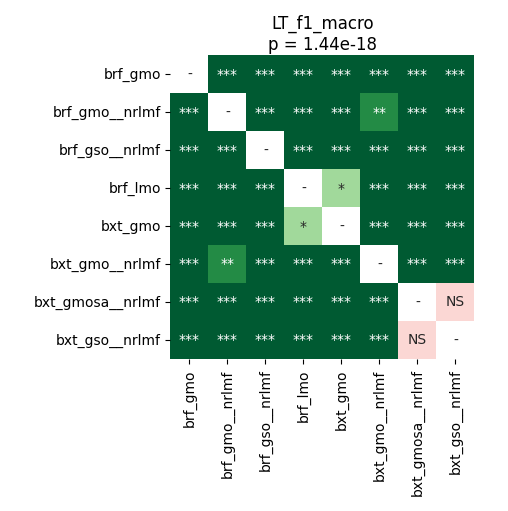 LT_f1_macro
p = 1.44e-18
brf_gmo - *** *** *** *** *** *** ***
brf_gmo__nrlmf *** - *** *** *** ** *** ***
brf_gso__nrlmf *** *** - *** *** *** *** ***
brf_lmo *** *** *** - * *** *** ***
bxt_gmo *** *** *** * - *** *** ***
bxt_gmo__nrlmf *** ** *** *** *** - *** ***
bxt_gmosa__nrlmf *** *** *** *** *** *** - NS
bxt_gso__nrlmf *** *** *** *** *** *** NS -
brf_gmo
brf_gmo__nrlmf
brf_gso__nrlmf
brf_lmo
bxt_gmo
bxt_gmo__nrlmf
bxt_gmosa__nrlmf
bxt_gso__nrlmf